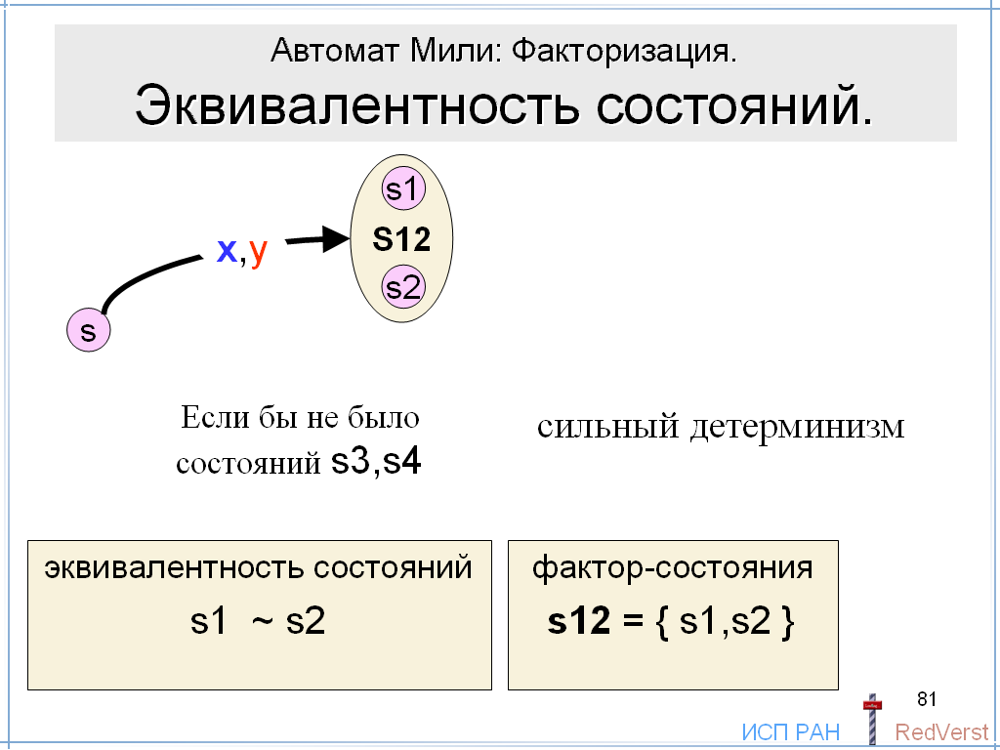 Автомат Мили: Факторизация.
Эквивалентность состояний.
s1
S12
s2
x,y
s
Если бы не было
состояний s3,s4
сильный детерминизм
эквивалентность состояний
s1 ~ s2
фактор-состояния
s12 = { s1,s2 }
81
ИСП РАН
RedVerst